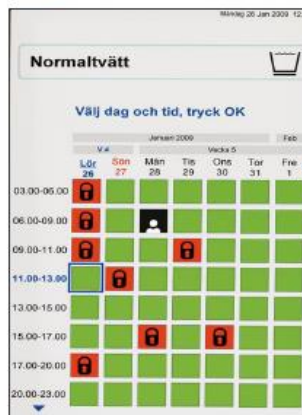 Måndag 26 Jan 2009 12
Normaltvätt
Välj dag och tid, tryck OK
Januari 2009 Feb
V.4 Vecka 5
Lör Sön Mån Tis Ons Tor Fre
26 27 28 29 30 31 1
03.00-06.00
06.00-09.00
09.00-11.00
11.00-13.00
13.00-15.00
15.00-17.00
17.00-20.00
20.00-23.00